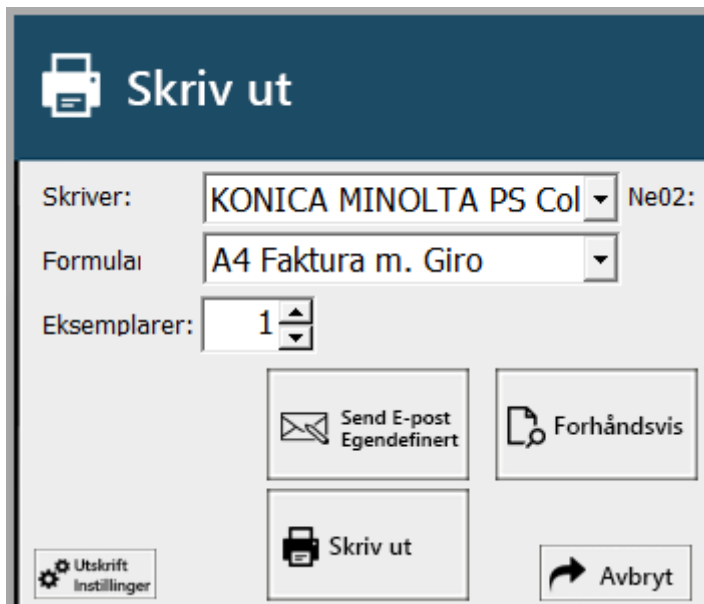 Skriv ut
Skriver:
KONICA MINOLTA PS Col
Ne02:
Formular
A4 Faktura m. Giro
Eksemplarer:
1
Send E-post
Egendefinert
Forhåndsvis
Skriv ut
Utskrift
Instillinger
Avbryt